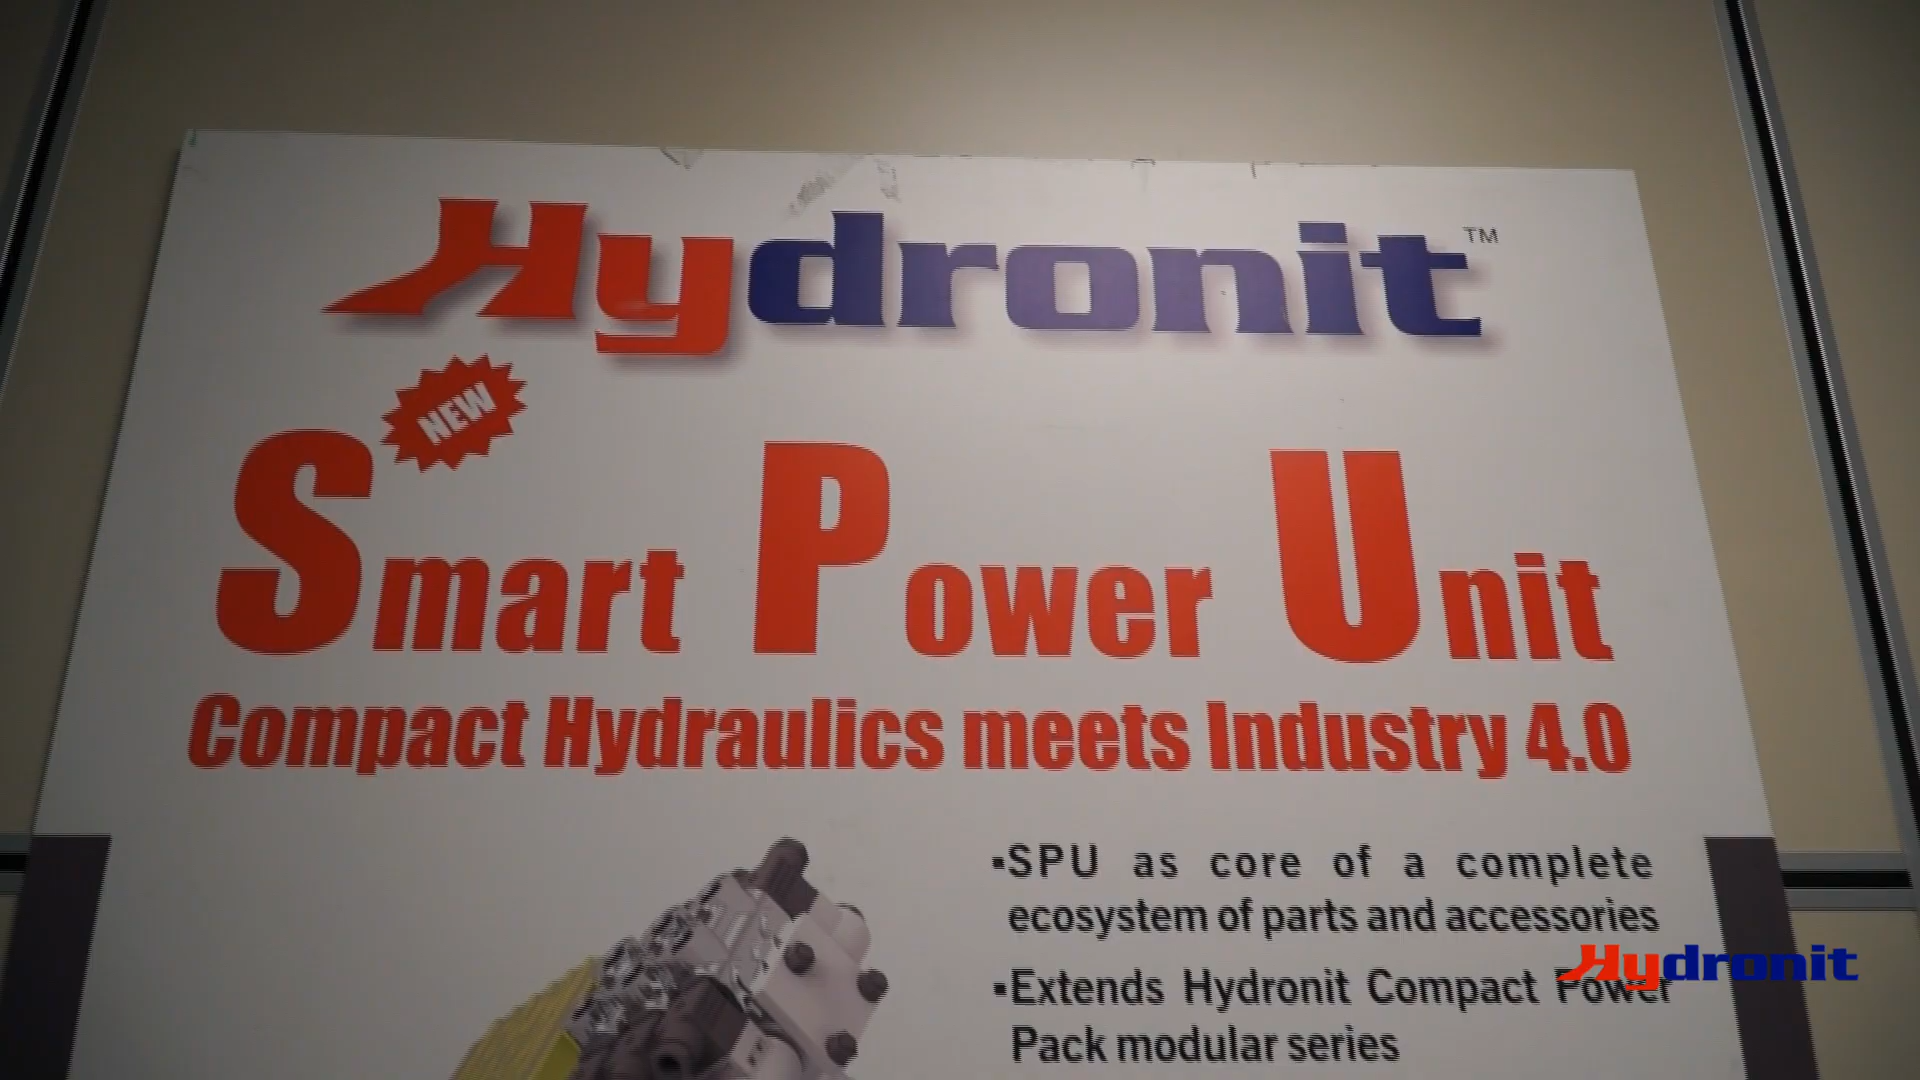 Hydronit™
NEW
Smart Power Unit
Compact Hydraulics meets Industry 4.0
▪SPU as core of a complete
ecosystem of parts and accessories
Hydronit
▪Extends Hydronit Compact Power
Pack modular series